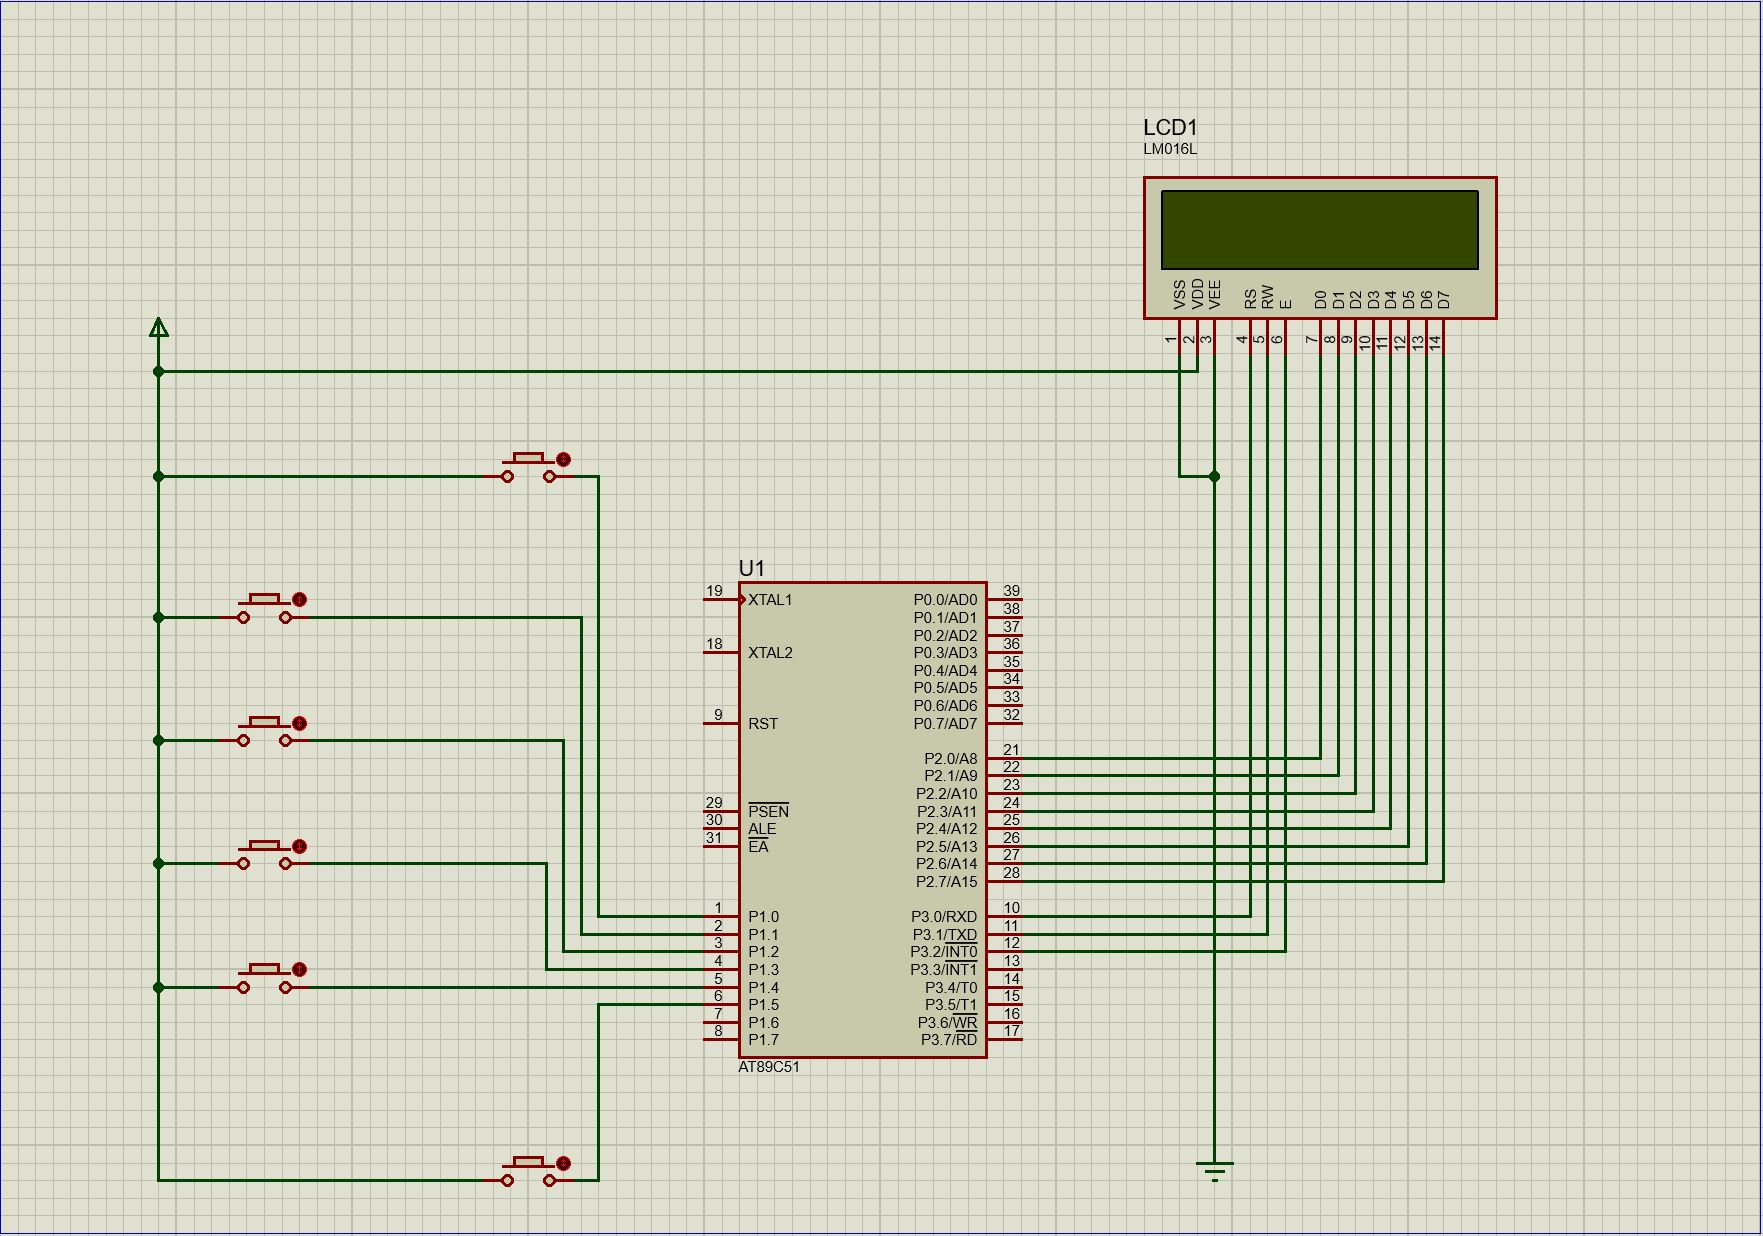 LCD1
LM016L
VSS
VDD
VEE
RS
RW
E
D0
D1
D2
D3
D4
D5
D6
D7
1
2
3
4
5
6
7
8
9
10
11
12
13
14
U1
19 XTAL1
18 XTAL2
9 RST
29 PSEN
30 ALE
31 EA
1 P1.0
2 P1.1
3 P1.2
4 P1.3
5 P1.4
6 P1.5
7 P1.6
8 P1.7
P0.0/AD0 39
P0.1/AD1 38
P0.2/AD2 37
P0.3/AD3 36
P0.4/AD4 35
P0.5/AD5 34
P0.6/AD6 33
P0.7/AD7 32
P2.0/A8 21
P2.1/A9 22
P2.2/A10 23
P2.3/A11 24
P2.4/A12 25
P2.5/A13 26
P2.6/A14 27
P2.7/A15 28
P3.0/RXD 10
P3.1/TXD 11
P3.2/INT0 12
P3.3/INT1 13
P3.4/T0 14
P3.5/T1 15
P3.6/WR 16
P3.7/RD 17
AT89C51